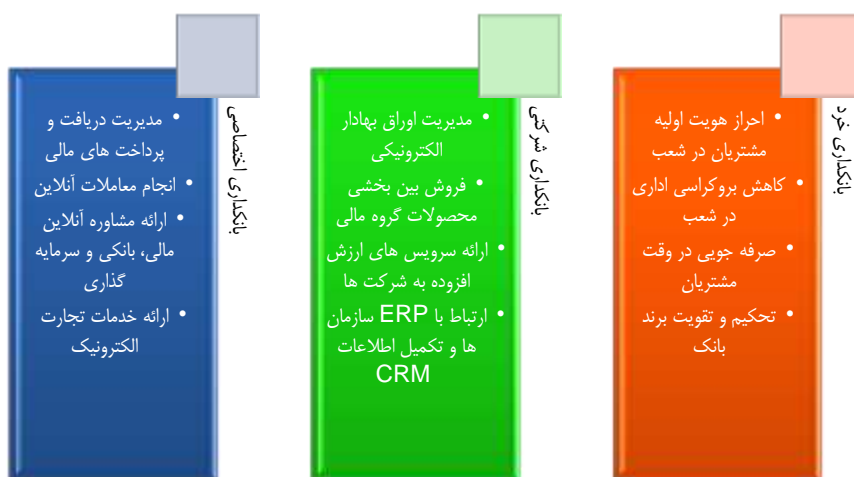 بانکداری خرد
• احراز هویت اولیه
مشتریان در شعب
• کاهش بروکراسی اداری
در شعب
• صرفه جویی در وقت
مشتریان
• تحکیم و تقویت برند
بانک
بانکداری شرکتی
• مدیریت اوراق بهادار
الکترونیکی
• فروش بین بخشی
محصولات گروه مالی
• ارائه سرویس های ارزش
افزوده به شرکت ها
• ارتباط با ERP سازمان
ها و تکمیل اطلاعات
CRM
بانکداری اختصاصی
• مدیریت دریافت و
پرداخت های مالی
• انجام معاملات آنلاین
• ارائه مشاوره آنلاین
مالی، بانکی و سرمایه
گذاری
• ارائه خدمات تجارت
الکترونیک